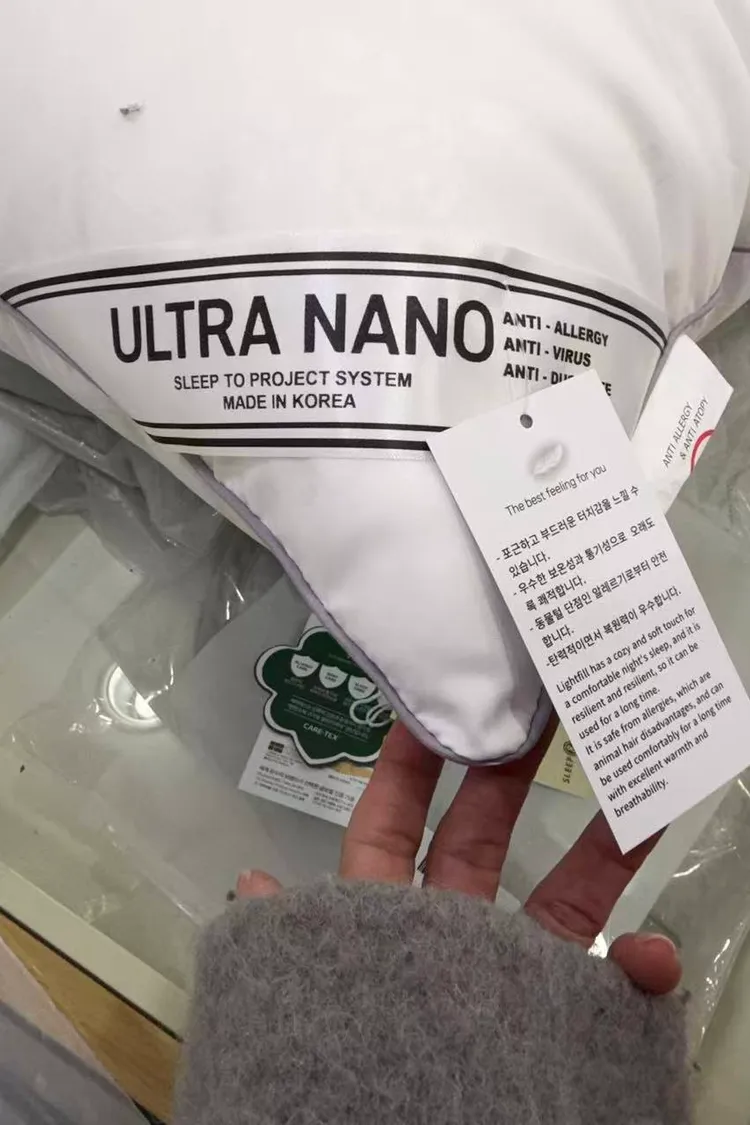 ULTRA NANO
SLEEP TO PROJECT SYSTEM
MADE IN KOREA
ANTI - ALLERGY
ANTI - VIRUS
ANTI -
ANTI ALLERGY
& ANTI ATOPY
The best feeling for you
- 포근하고 부드러운 터치감을 느낄 수
있습니다.
- 우수한 보온성과 통기성으로 오래도
록 쾌적합니다.
- 동물털 단점인 알레르기로부터 안전
합니다.
-탄력적이면서 복원력이 우수합니다.
Lightfill has a cozy and soft touch for
a comfortable night's sleep, and it is
resilient and resilient, so it can be
used for a long time.
It is safe from allergies, which are
animal hair disadvantages, and can
be used comfortably for a long time
with excellent warmth and
breathability.
CARE-TEX
SLEEP